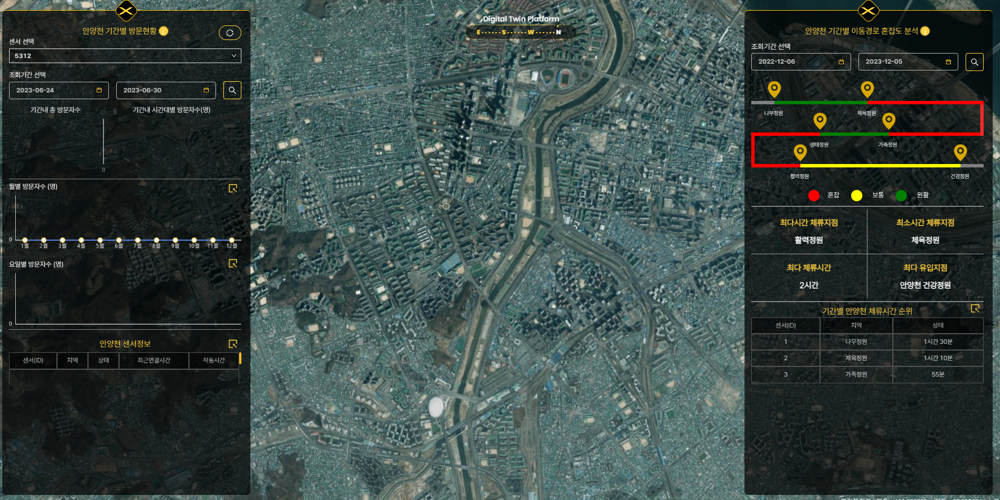 Digital Twin Platform
E S W N
안양천 기간별 방문현황
센서 선택
5312
조회기간 선택
2023-06-24
2023-06-30
기간내 총 방문자수
기간내 시간대별 방문자수(명)
0
월별 방문자수 (명)
0
1월 2월 3월 4월 5월 6월 7월 8월 9월 10월 11월 12월
요일별 방문자수 (명)
0
안양천 센서정보
센서(ID) 지역 상태 최근연결시간 작동시간
안양천 기간별 이동경로 혼잡도 분석
조회기간 선택
2022-12-06
2023-12-05
나무정원 체육정원
생태정원 가족정원
활력정원 건강정원
혼잡 보통 원활
최다시간 체류지점
활력정원
최소시간 체류지점
체육정원
최다 체류시간
2시간
최다 유입지점
안양천 건강정원
기간별 안양천 체류시간 순위
센서(ID) 지역 상태
1 나무정원 1시간 30분
2 체육정원 1시간 10분
3 가족정원 55분